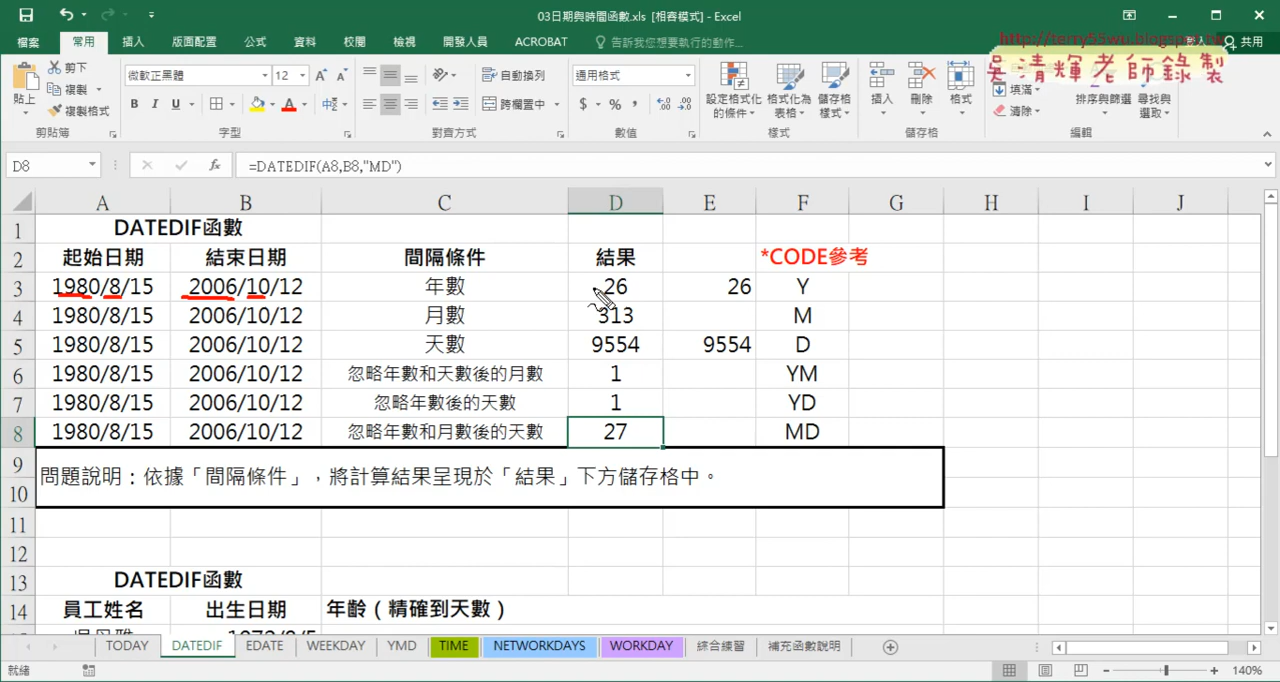 03日期與時間函數.xls [相容模式] - Excel
http://terry55wu.blogspot.tw
吳清輝老師錄製
檔案 常用 插入 版面配置 公式 資料 校閱 檢視 開發人員 ACROBAT 告訴我您想要執行的動作... 共用
貼上 剪下 複製 複製格式 剪貼簿
微軟正黑體 12 B I U 字型
自動換列 跨欄置中 對齊方式
通用格式 $ % , 數值
設定格式化的條件 格式化為表格 儲存格樣式 樣式
插入 刪除 格式 儲存格
填滿 清除 排序與篩選 尋找與選取 編輯
D8 fx =DATEDIF(A8,B8,"MD")
A B C D E F G H I J
1 DATEDIF函數
2 起始日期 結束日期 間隔條件 結果 *CODE參考
3 1980/8/15 2006/10/12 年數 26 26 Y
4 1980/8/15 2006/10/12 月數 313 M
5 1980/8/15 2006/10/12 天數 9554 9554 D
6 1980/8/15 2006/10/12 忽略年數和天數後的月數 1 YM
7 1980/8/15 2006/10/12 忽略年數後的天數 1 YD
8 1980/8/15 2006/10/12 忽略年數和月數後的天數 27 MD
9 問題說明：依據「間隔條件」，將計算結果呈現於「結果」下方儲存格中。
10
11
12
13 DATEDIF函數
14 員工姓名 出生日期 年齡（精確到天數）
TODAY DATEDIF EDATE WEEKDAY YMD TIME NETWORKDAYS WORKDAY 綜合練習 補充函數說明
就緒 140%